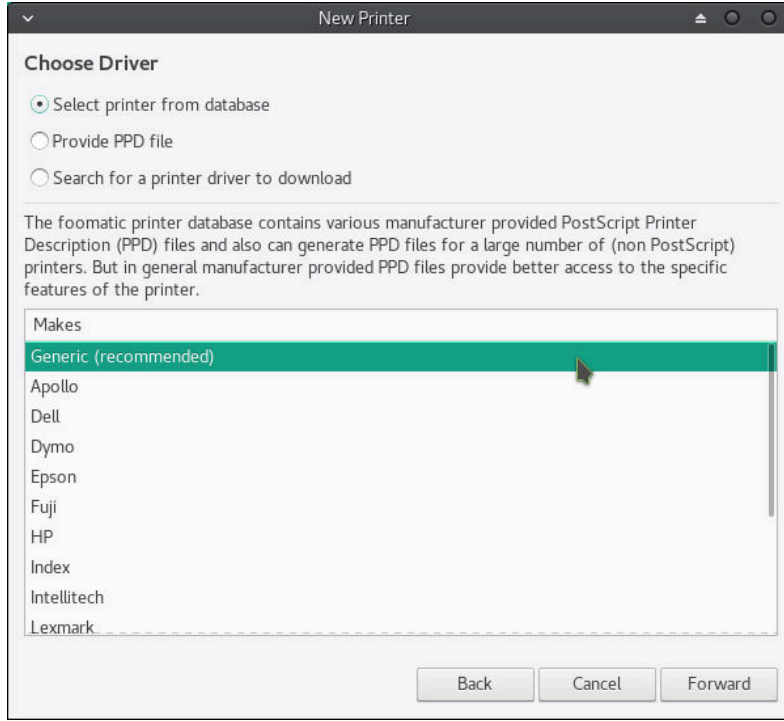 New Printer
Choose Driver
Select printer from database
Provide PPD file
Search for a printer driver to download
The foomatic printer database contains various manufacturer provided PostScript Printer
Description (PPD) files and also can generate PPD files for a large number of (non PostScript)
printers. But in general manufacturer provided PPD files provide better access to the specific
features of the printer.
Makes
Generic (recommended)
Apollo
Dell
Dymo
Epson
Fuji
HP
Index
Intellitech
Lexmark
Back Cancel Forward